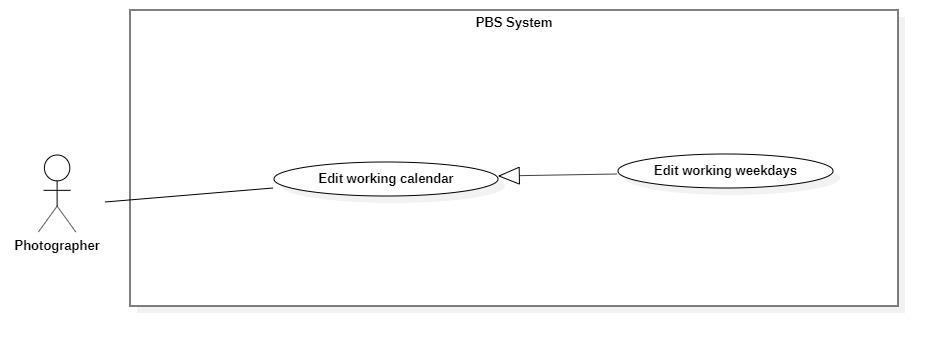 PBS System
Edit working calendar
Edit working weekdays
Photographer